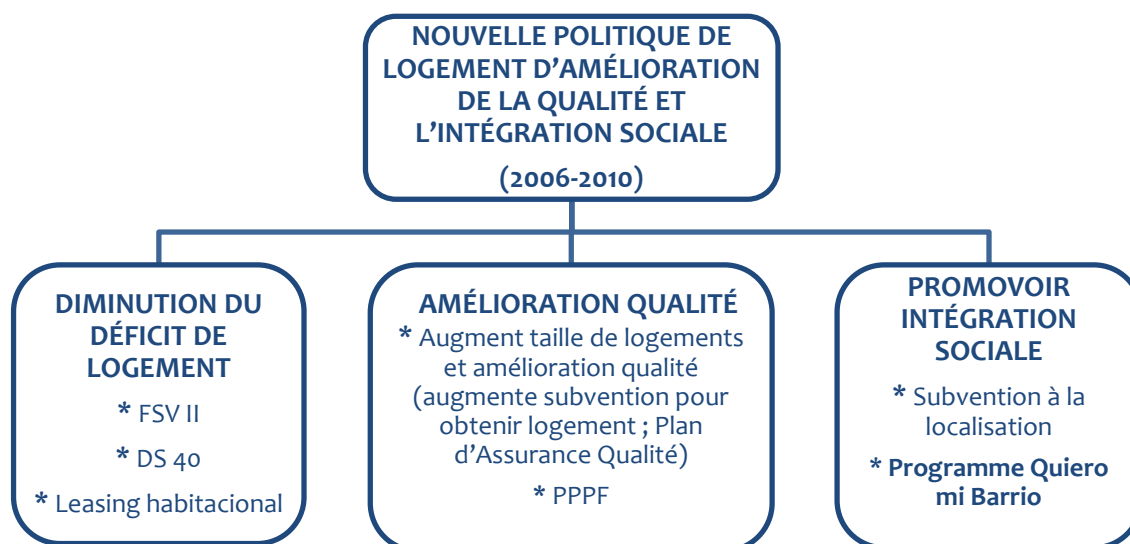 NOUVELLE POLITIQUE DE
LOGEMENT D’AMÉLIORATION
DE LA QUALITÉ ET
L’INTÉGRATION SOCIALE
(2006-2010)
DIMINUTION DU
DÉFICIT DE
LOGEMENT
* FSV II
* DS 40
* Leasing habitacional
AMÉLIORATION QUALITÉ
* Augment taille de logements
et amélioration qualité
(augmente subvention pour
obtenir logement ; Plan
d’Assurance Qualité)
* PPPF
PROMOVOIR
INTÉGRATION
SOCIALE
* Subvention à la
localisation
* Programme Quiero
mi Barrio